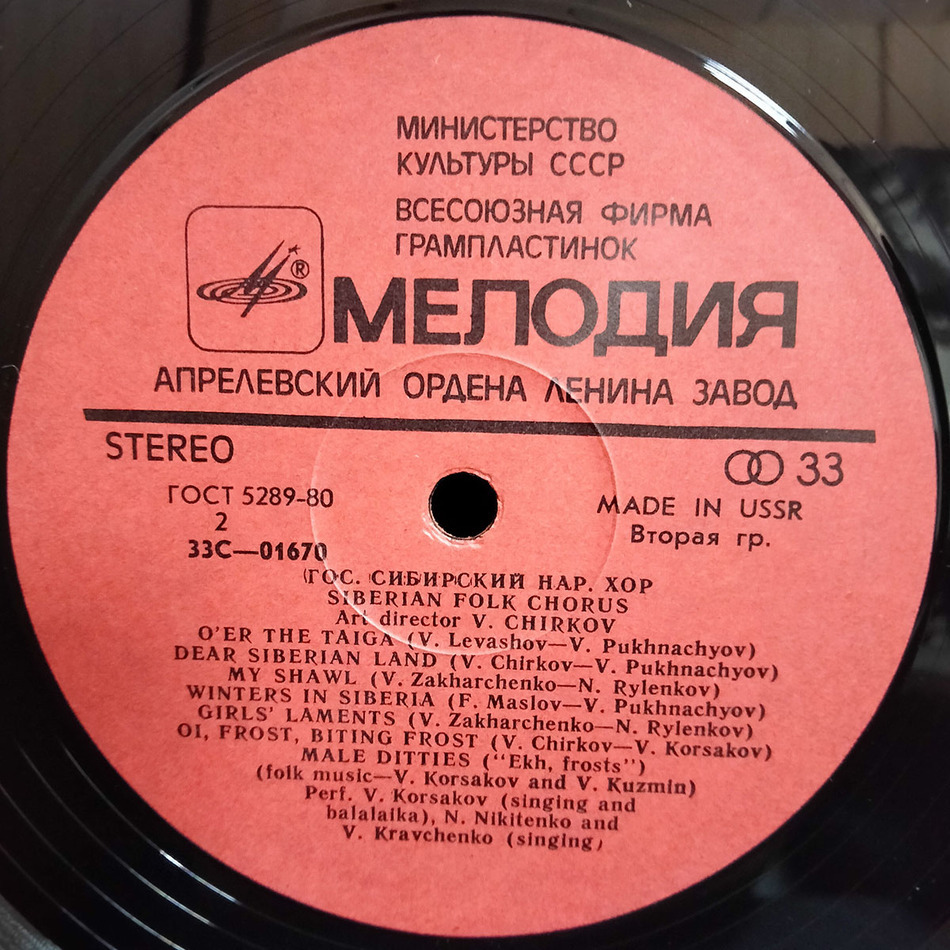 МИНИСТЕРСТВО
КУЛЬТУРЫ СССР
ВСЕСОЮЗНАЯ ФИРМА
ГРАМПЛАСТИНОК
®
МЕЛОДИЯ
АПРЕЛЕВСКИЙ ОРДЕНА ЛЕНИНА ЗАВОД
STEREO
33
ГОСТ 5289-80
MADE IN USSR
2
Вторая гр.
33С—01670
(ГОС. СИБИРСКИЙ НАР. ХОР
SIBERIAN FOLK CHORUS
Art director V. CHIRKOV
O'ER THE TAIGA (V. Levashov—V. Pukhnachyov)
DEAR SIBERIAN LAND (V. Chirkov—V. Pukhnachyov)
MY SHAWL (V. Zakharchenko—N. Rylenkov)
WINTERS IN SIBERIA (F. Maslov—V. Pukhnachyov)
GIRLS' LAMENTS (V. Zakharchenko—N. Rylenkov)
OI, FROST, BITING FROST (V. Chirkov—V. Korsakov)
MALE DITTIES ("Ekh, frosts")
(folk music—V. Korsakov and V. Kuzmin)
Perf. V. Korsakov (singing and
balalaika), N. Nikitenko and
V. Kravchenko (singing)